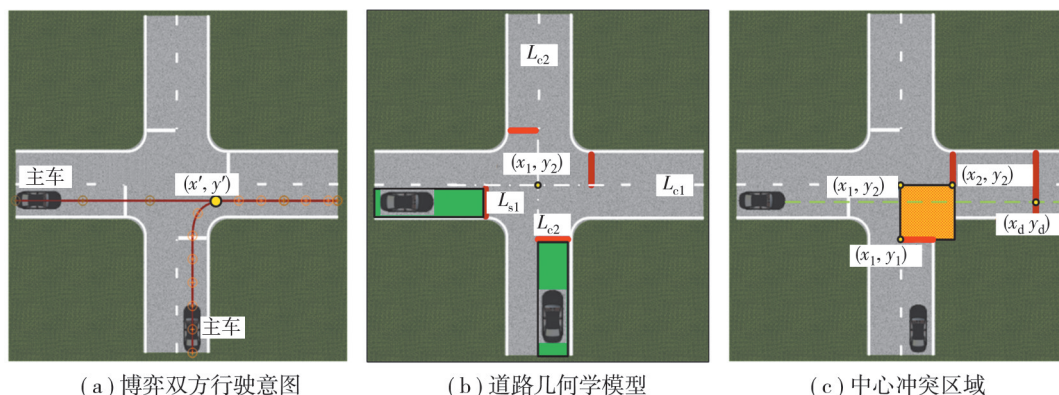 主车
(x′, y′)
主车
(a) 博弈双方行驶意图
L_c2
(x_1, y_2)
L_c1
L_s1
L_c2
(b) 道路几何学模型
(x_1, y_2)
(x_2, y_2)
(x_d y_d)
(x_1, y_1)
(c) 中心冲突区域